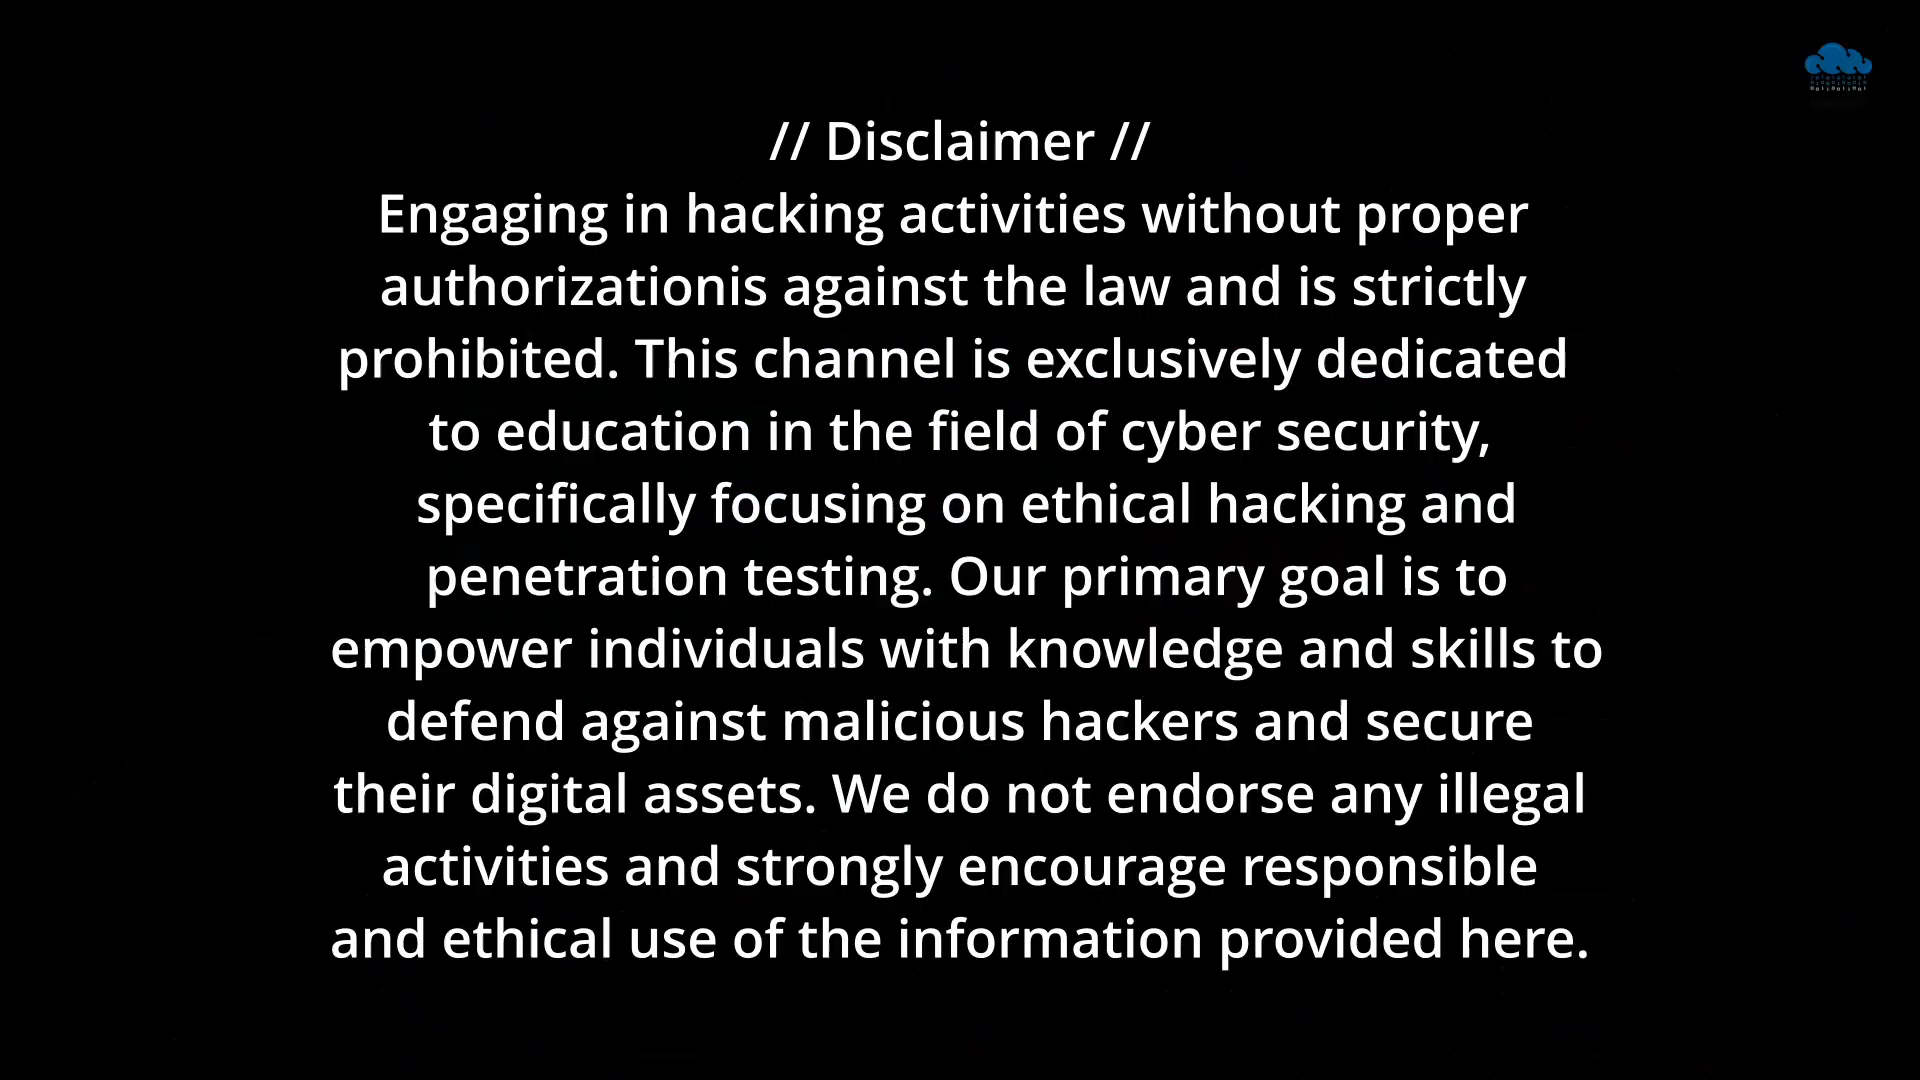 // Disclaimer //
Engaging in hacking activities without proper
authorizationis against the law and is strictly
prohibited. This channel is exclusively dedicated
to education in the field of cyber security,
specifically focusing on ethical hacking and
penetration testing. Our primary goal is to
empower individuals with knowledge and skills to
defend against malicious hackers and secure
their digital assets. We do not endorse any illegal
activities and strongly encourage responsible
and ethical use of the information provided here.